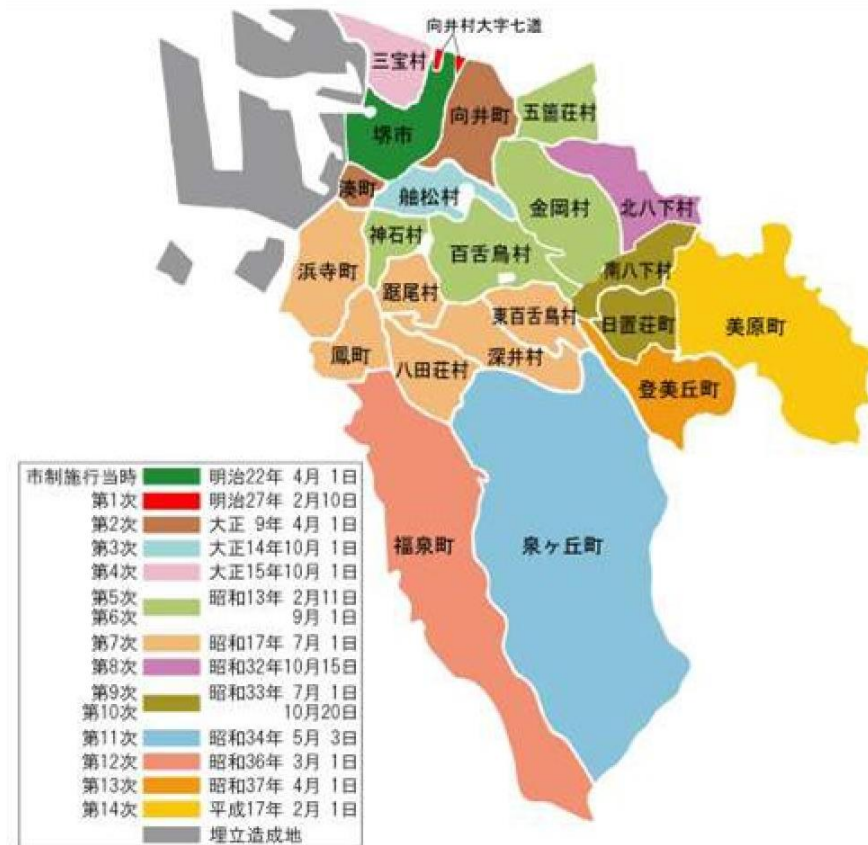 向井村大字七道
三宝村
堺市
向井町
五箇荘村
湊町
舳松村
金岡村
北八下村
神石村
百舌鳥村
浜寺町
踞尾村
南八下村
東百舌鳥村
日置荘町
美原町
鳳町
八田荘村
深井村
登美丘町
福泉町
泉ヶ丘町
市制施行当時 明治22年 4月 1日
第1次 明治27年 2月10日
第2次 大正 9年 4月 1日
第3次 大正14年10月 1日
第4次 大正15年10月 1日
第5次 昭和13年 2月11日
第6次 9月 1日
第7次 昭和17年 7月 1日
第8次 昭和32年10月15日
第9次 昭和33年 7月 1日
第10次 10月20日
第11次 昭和34年 5月 3日
第12次 昭和36年 3月 1日
第13次 昭和37年 4月 1日
第14次 平成17年 2月 1日
埋立造成地